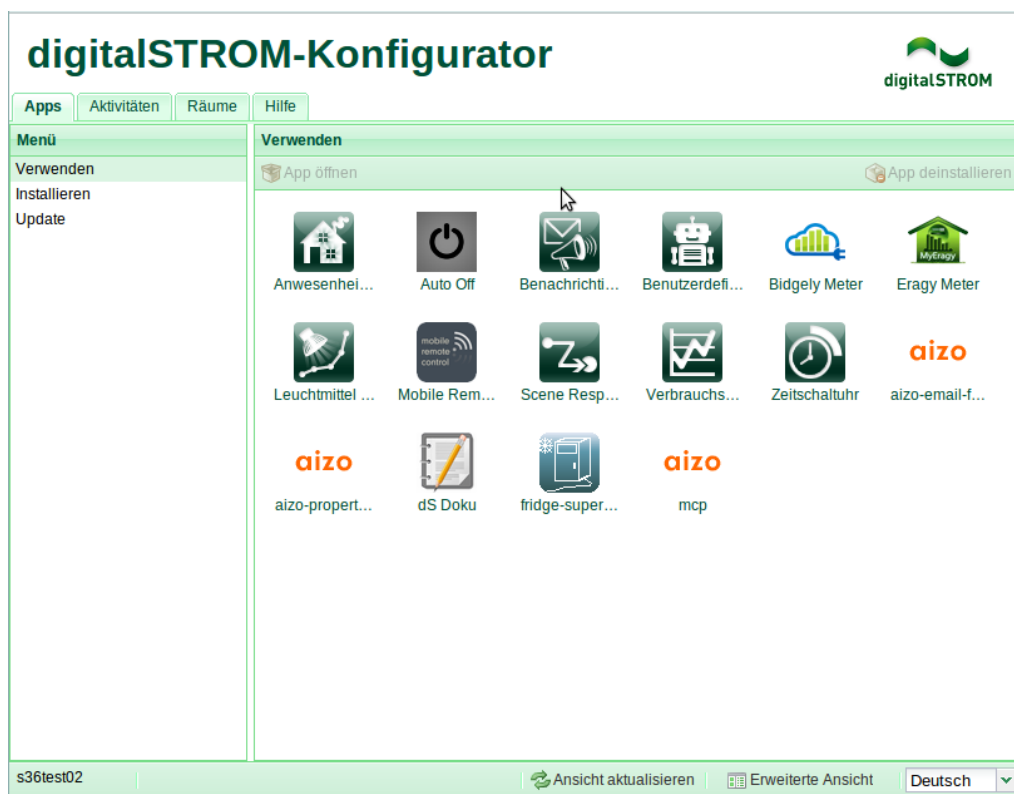 digitalSTROM-Konfigurator
digitalSTROM
Apps Aktivitäten Räume Hilfe
Menü
Verwenden
Verwenden
Installieren
Update
App öffnen App deinstallieren
Anwesenhei... Auto Off Benachrichti... Benutzerdefi... Bidgely Meter Eragy Meter
MyEragy
mobile
remote
control
aizo
Leuchtmittel ... Mobile Rem... Scene Resp... Verbrauchs... Zeitschaltuhr aizo-email-f...
aizo aizo
aizo-propert... dS Doku fridge-super... mcp
s36test02 Ansicht aktualisieren Erweiterte Ansicht Deutsch